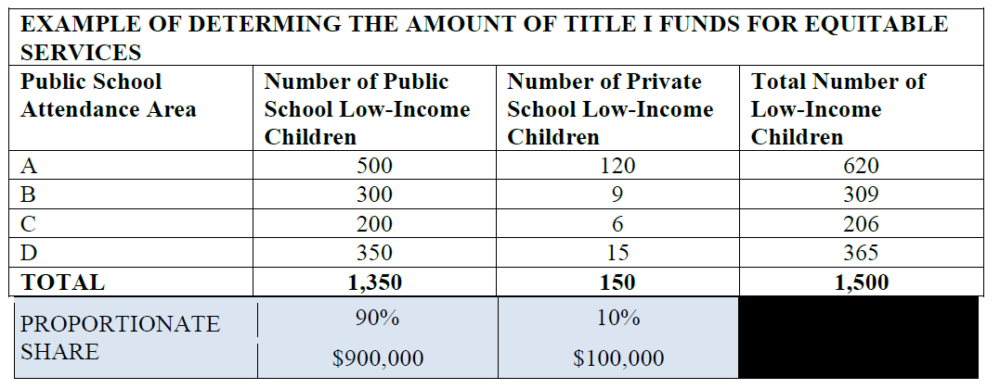 EXAMPLE OF DETERMING THE AMOUNT OF TITLE I FUNDS FOR EQUITABLE
SERVICES
Public School Attendance Area
Number of Public School Low-Income Children
Number of Private School Low-Income Children
Total Number of Low-Income Children
A 500 120 620
B 300 9 309
C 200 6 206
D 350 15 365
TOTAL 1,350 150 1,500
PROPORTIONATE SHARE
90% 10%
$900,000 $100,000